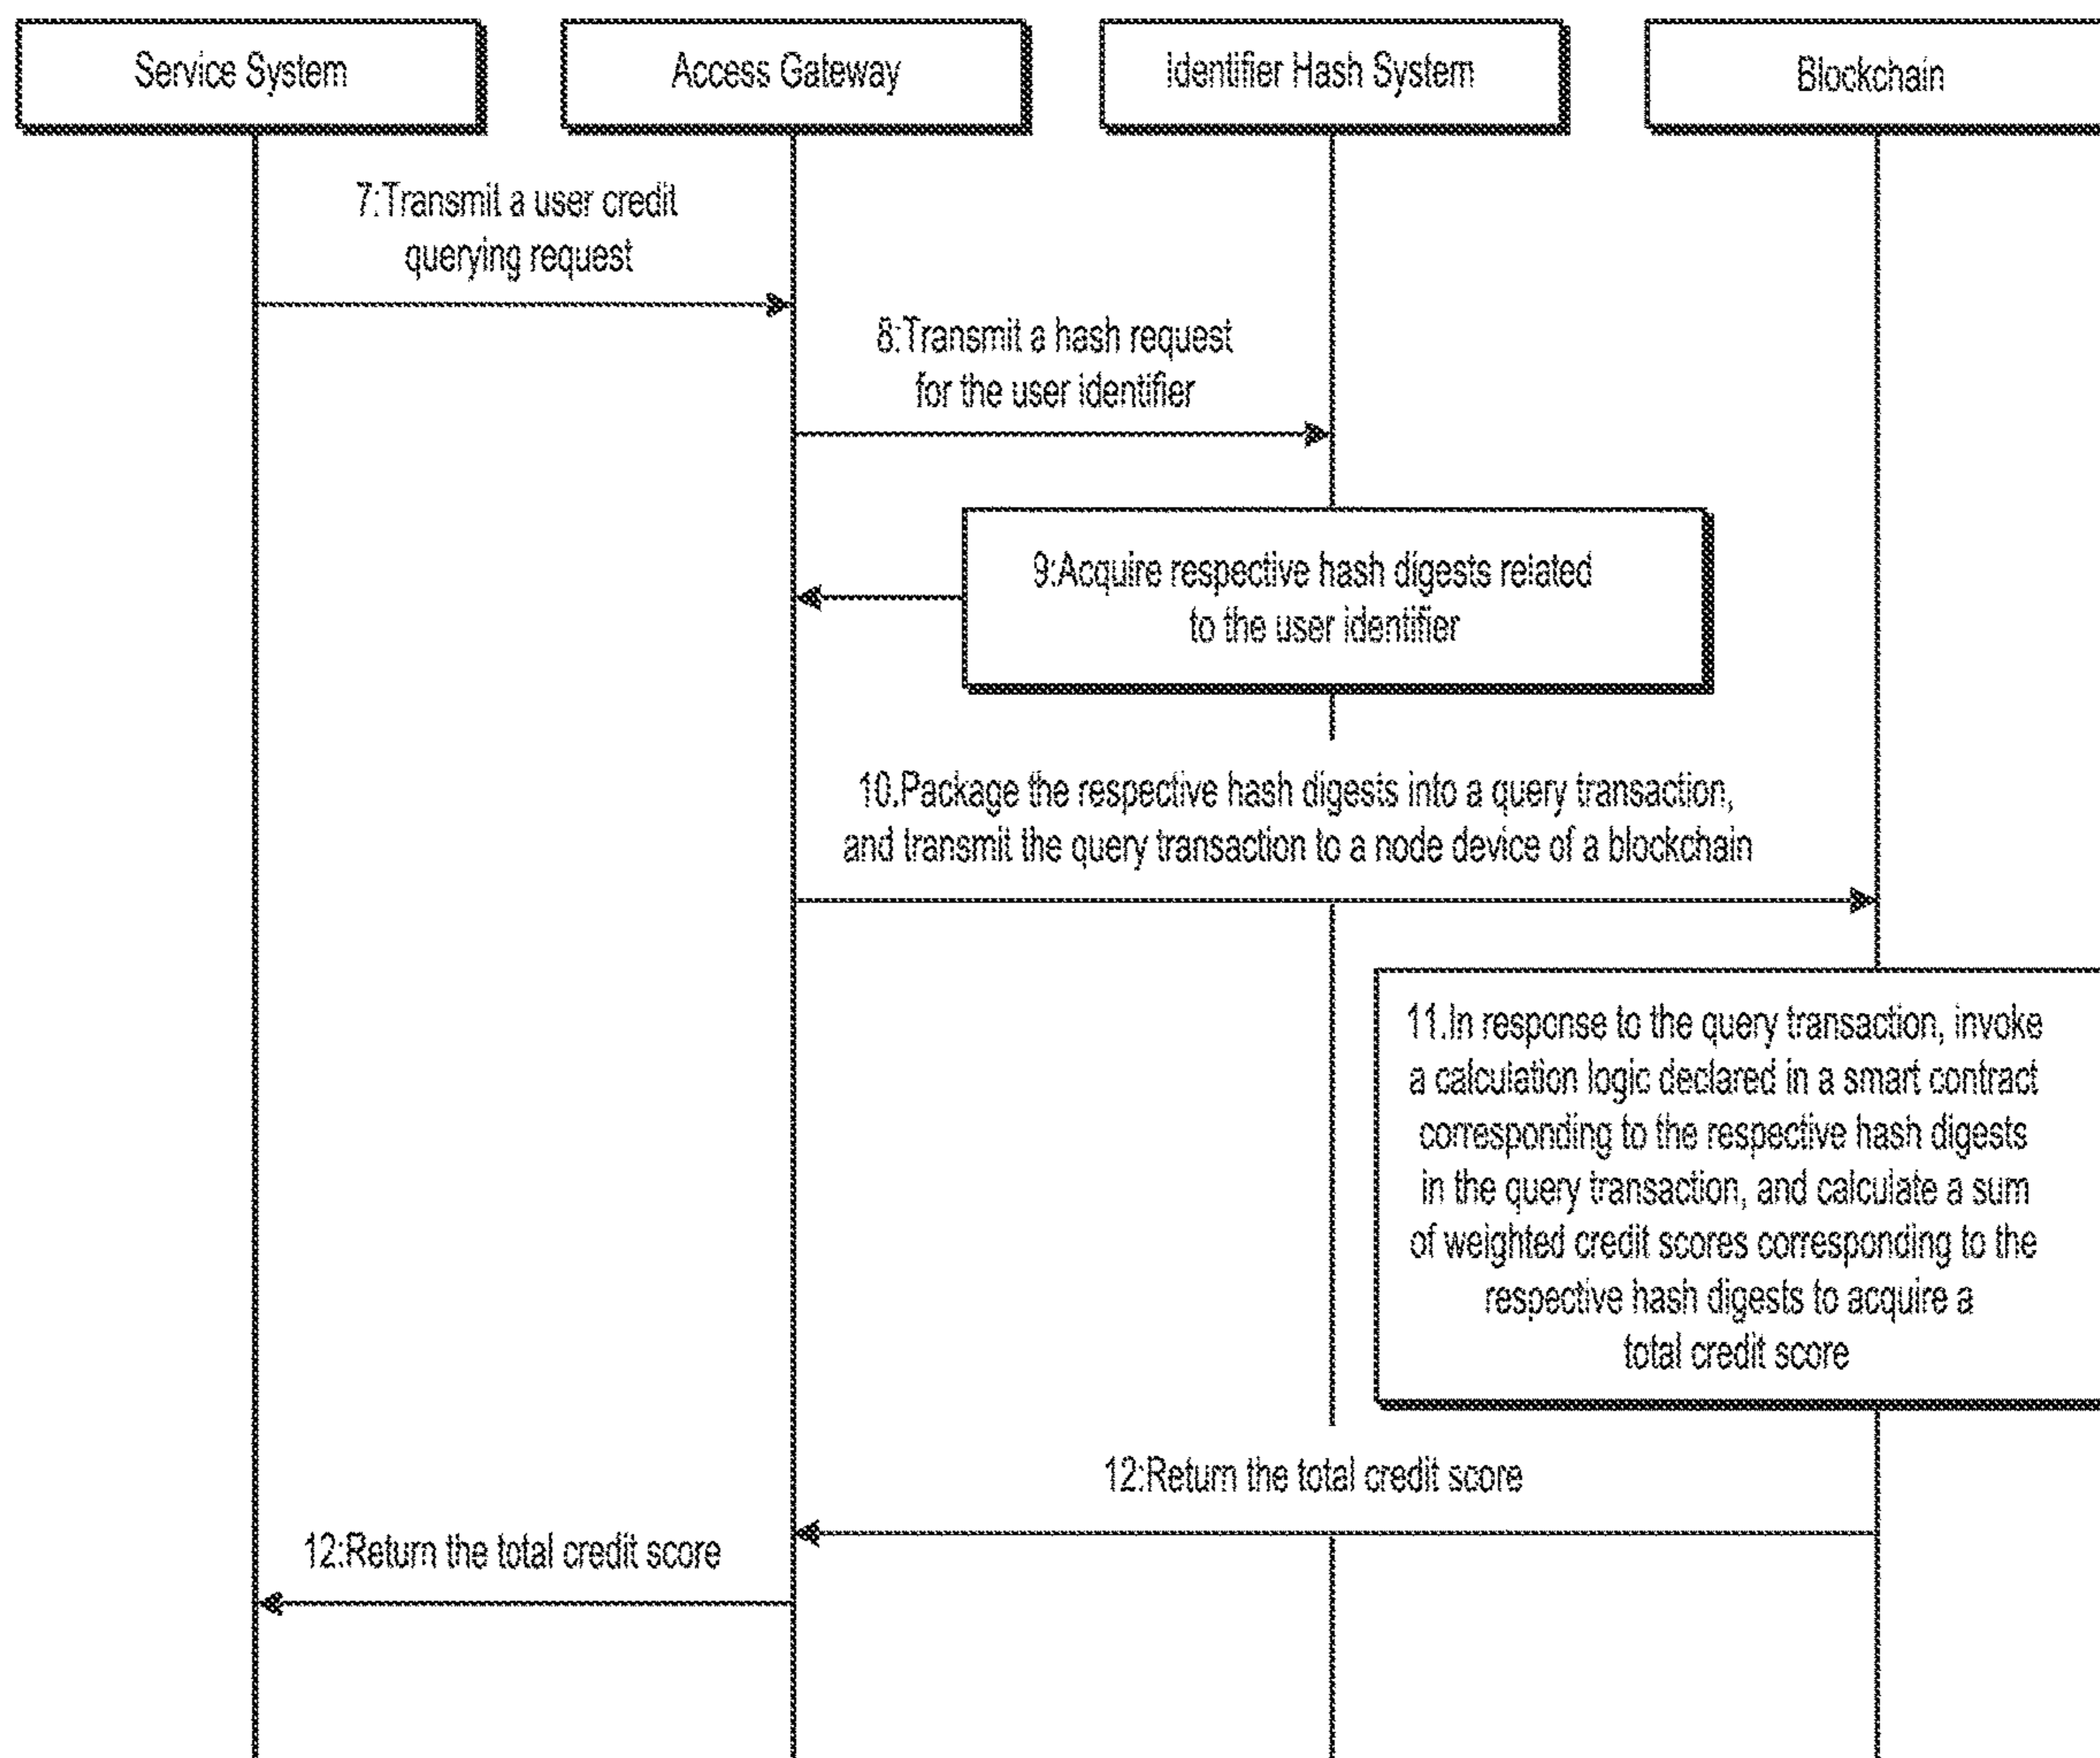 Service System
Access Gateway
Identifier Hash System
Blockchain
7:Transmit a user credit
querying request
8:Transmit a hash request
for the user identifier
9:Acquire respective hash digests related
to the user identifier
10.Package the respective hash digests into a query transaction,
and transmit the query transaction to a node device of a blockchain
11.In response to the query transaction, invoke
a calculation logic declared in a smart contract
corresponding to the respective hash digests
in the query transaction, and calculate a sum
of weighted credit scores corresponding to the
respective hash digests to acquire a
total credit score
12:Return the total credit score
12:Return the total credit score